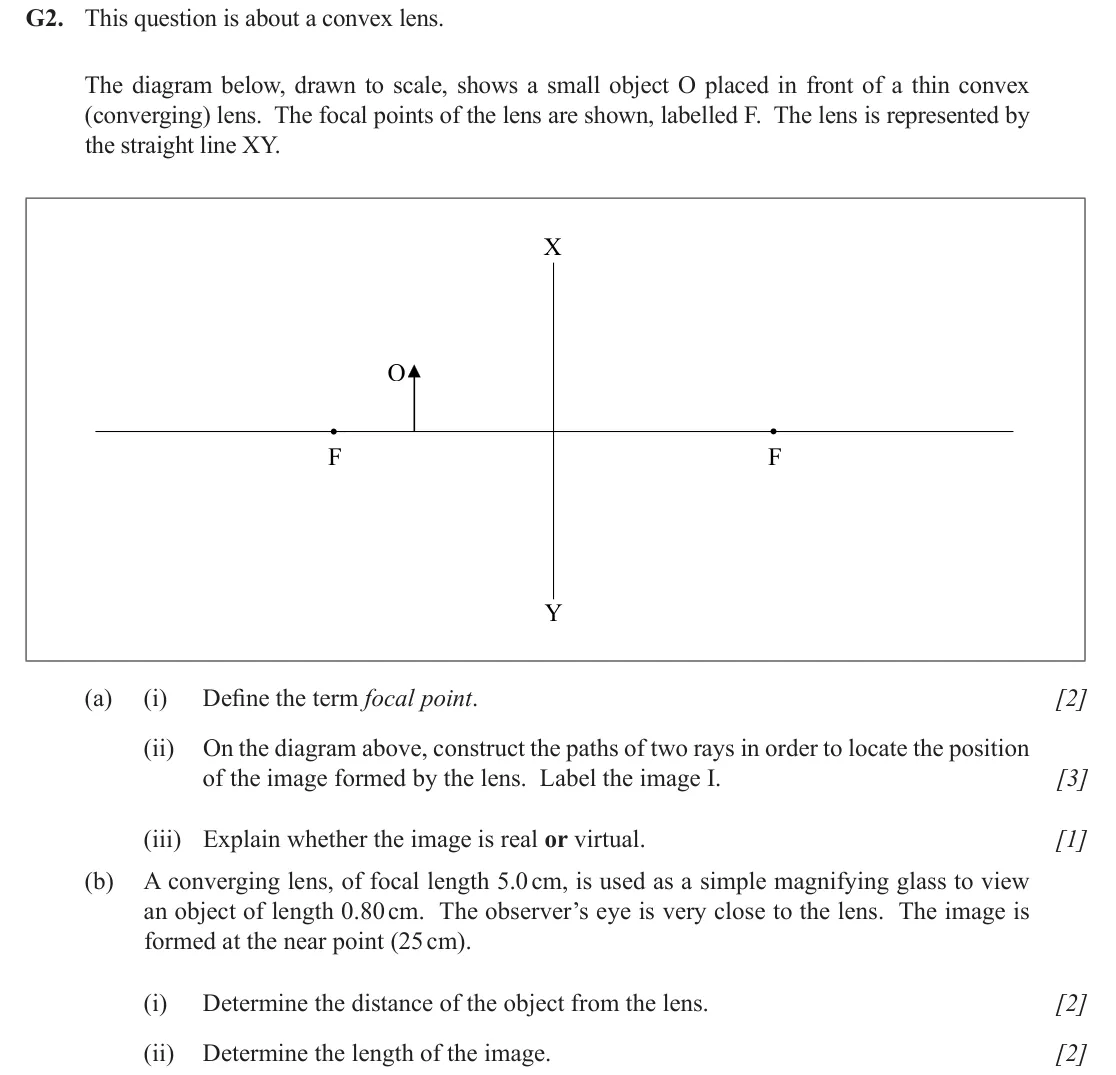 G2. This question is about a convex lens.
The diagram below, drawn to scale, shows a small object O placed in front of a thin convex
(converging) lens. The focal points of the lens are shown, labelled F. The lens is represented by
the straight line XY.
X
O
F
F
Y
(a) (i) Define the term focal point. [2]
(ii) On the diagram above, construct the paths of two rays in order to locate the position
of the image formed by the lens. Label the image I. [3]
(iii) Explain whether the image is real or virtual. [1]
(b) A converging lens, of focal length 5.0 cm, is used as a simple magnifying glass to view
an object of length 0.80 cm. The observer's eye is very close to the lens. The image is
formed at the near point (25 cm).
(i) Determine the distance of the object from the lens. [2]
(ii) Determine the length of the image. [2]